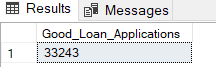 Results Messages
Good_Loan_Applications
1 33243